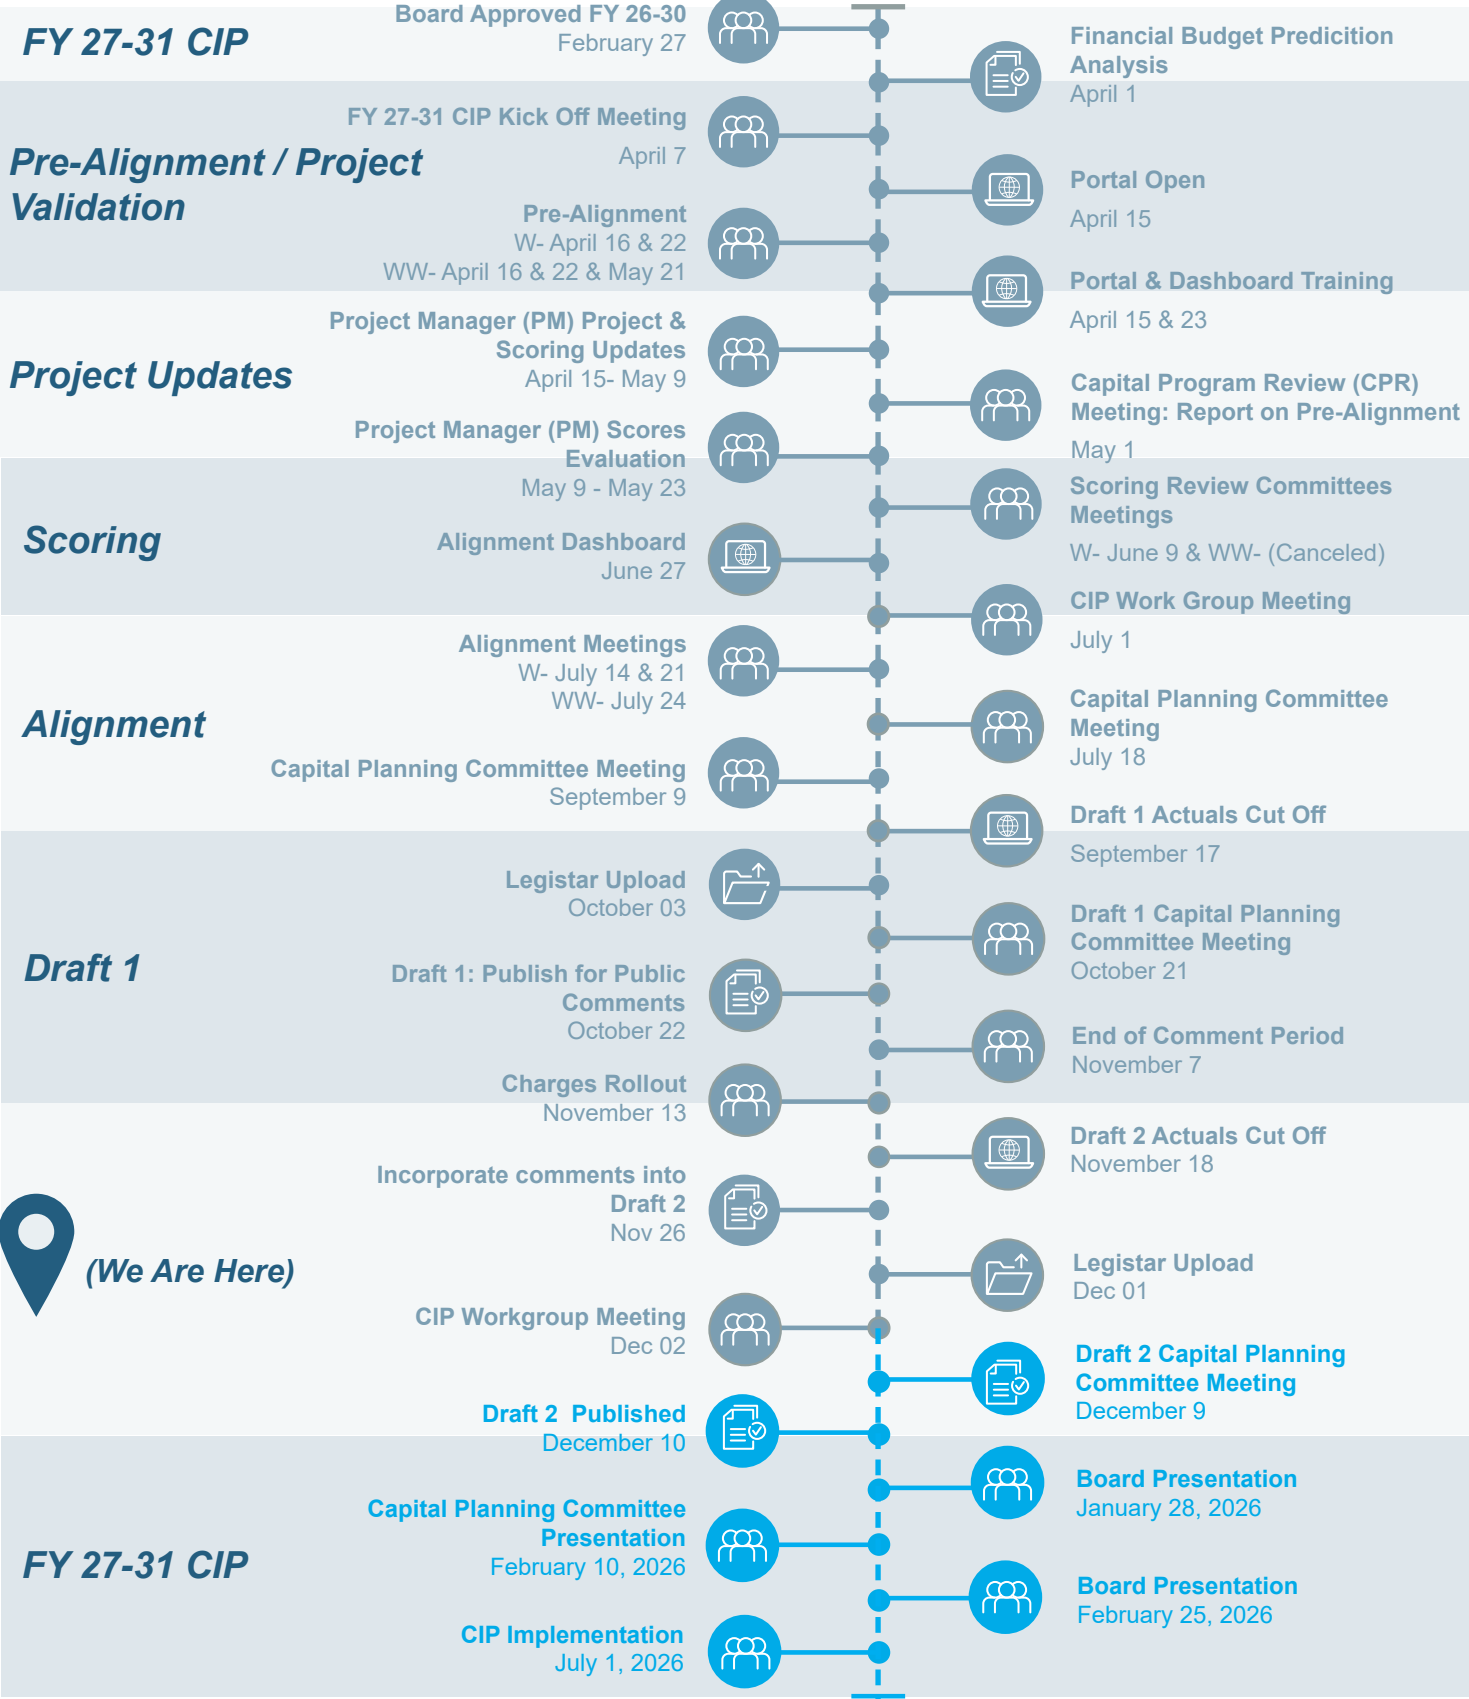 FY 27-31 CIP
Board Approved FY 26-30
February 27
Financial Budget Predicition
Analysis
April 1
Pre-Alignment / Project
Validation
FY 27-31 CIP Kick Off Meeting
April 7
Portal Open
April 15
Pre-Alignment
W- April 16 & 22
WW- April 16 & 22 & May 21
Portal & Dashboard Training
April 15 & 23
Project Updates
Project Manager (PM) Project &
Scoring Updates
April 15- May 9
Capital Program Review (CPR)
Meeting: Report on Pre-Alignment
May 1
Project Manager (PM) Scores
Evaluation
May 9 - May 23
Scoring Review Committees
Meetings
W- June 9 & WW- (Canceled)
Scoring
Alignment Dashboard
June 27
CIP Work Group Meeting
July 1
Alignment
Alignment Meetings
W- July 14 & 21
WW- July 24
Capital Planning Committee
Meeting
July 18
Capital Planning Committee Meeting
September 9
Draft 1 Actuals Cut Off
September 17
Draft 1
Legistar Upload
October 03
Draft 1 Capital Planning
Committee Meeting
October 21
Draft 1: Publish for Public
Comments
October 22
End of Comment Period
November 7
Charges Rollout
November 13
Draft 2 Actuals Cut Off
November 18
Incorporate comments into
Draft 2
Nov 26
(We Are Here)
Legistar Upload
Dec 01
CIP Workgroup Meeting
Dec 02
Draft 2 Capital Planning
Committee Meeting
December 9
Draft 2 Published
December 10
Board Presentation
January 28, 2026
FY 27-31 CIP
Capital Planning Committee
Presentation
February 10, 2026
Board Presentation
February 25, 2026
CIP Implementation
July 1, 2026